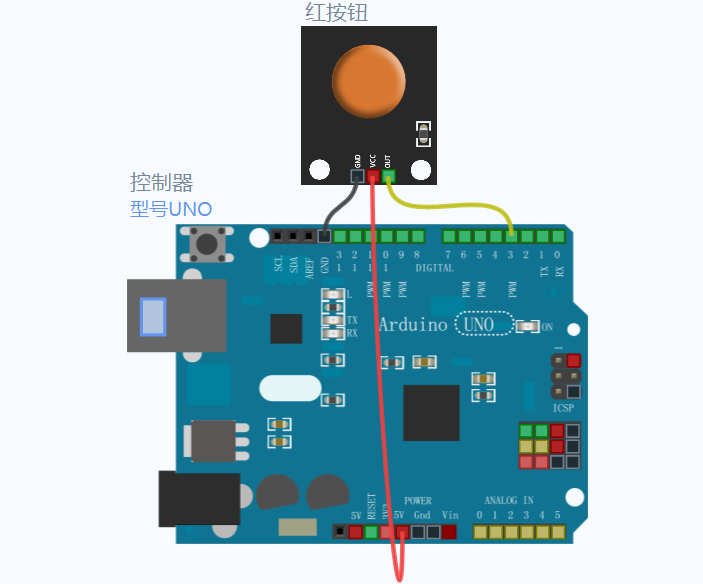 红按钮
GND VCC OUT
控制器
型号UNO
SCL SDA AREF GND 13 12 11 10 9 8 7 6 5 4 3 2 1 0
DIGITAL
TX RX
PWM PWM PWM PWM PWM PWM
L
TX
RX
Arduino UNO ON
1
ICSP
RESET 3V3
POWER ANALOG IN
5V 5V Gnd Vin 0 1 2 3 4 5